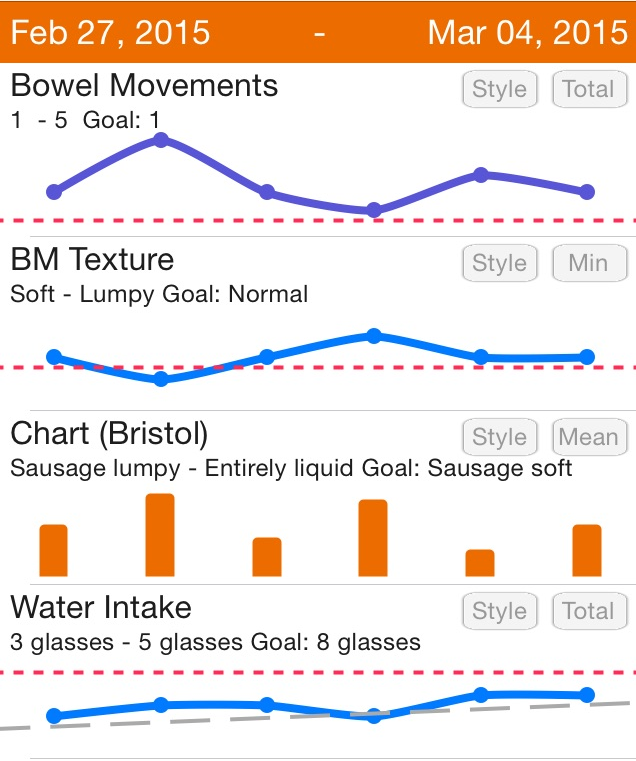 Feb 27, 2015 - Mar 04, 2015
Bowel Movements Style Total
1 - 5 Goal: 1
BM Texture Style Min
Soft - Lumpy Goal: Normal
Chart (Bristol) Style Mean
Sausage lumpy - Entirely liquid Goal: Sausage soft
Water Intake Style Total
3 glasses - 5 glasses Goal: 8 glasses